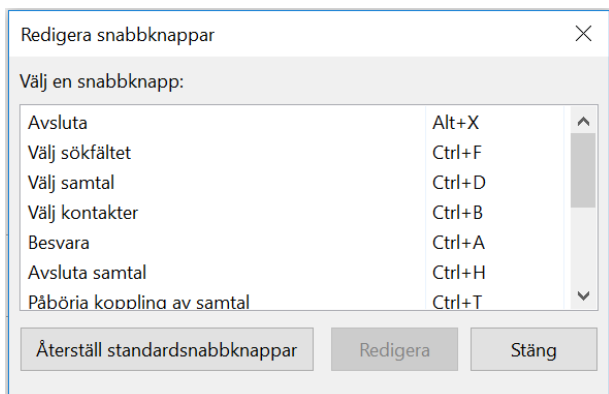 Redigera snabbknappar
Välj en snabbknapp:
Avsluta Alt+X
Välj sökfältet Ctrl+F
Välj samtal Ctrl+D
Välj kontakter Ctrl+B
Besvara Ctrl+A
Avsluta samtal Ctrl+H
Påbörja koppling av samtal Ctrl+T
Återställ standardsnabbknappar Redigera Stäng